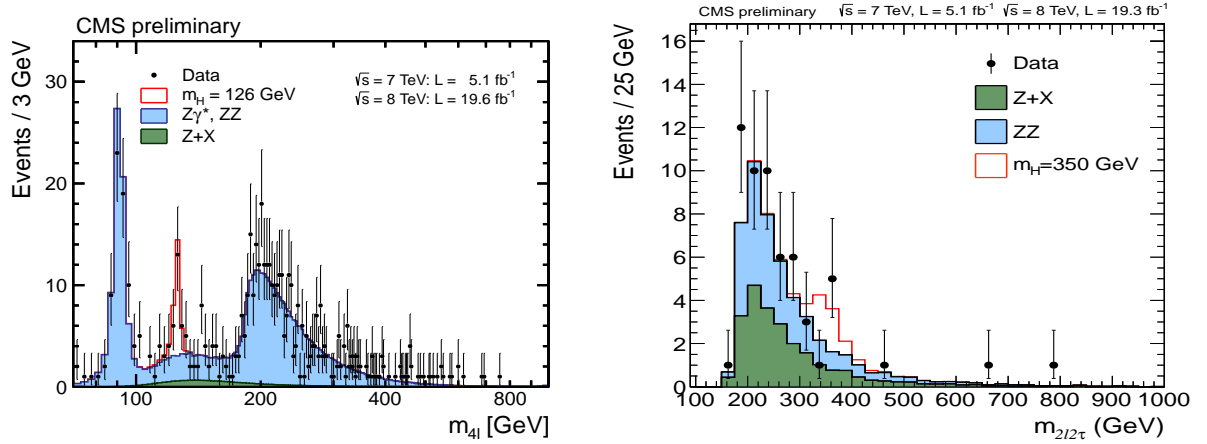 CMS preliminary
Events / 3 GeV
30
20
10
0
Data
m_H = 126 GeV
Zγ*, ZZ
Z+X
√s = 7 TeV: L = 5.1 fb⁻¹
√s = 8 TeV: L = 19.6 fb⁻¹
100 200 400 800
m_4l [GeV]
CMS preliminary √s = 7 TeV, L = 5.1 fb⁻¹ √s = 8 TeV, L = 19.3 fb⁻¹
Events / 25 GeV
16
14
12
10
8
6
4
2
0
Data
Z+X
ZZ
m_H=350 GeV
100 200 300 400 500 600 700 800 900 1000
m_2l2τ (GeV)